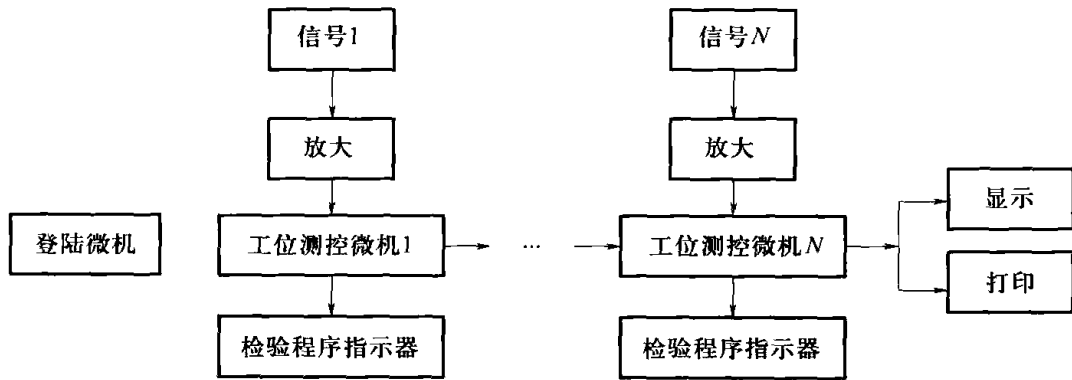 信号1
信号N
放大
放大
显示
登陆微机
工位测控微机1
...
工位测控微机N
打印
检验程序指示器
检验程序指示器